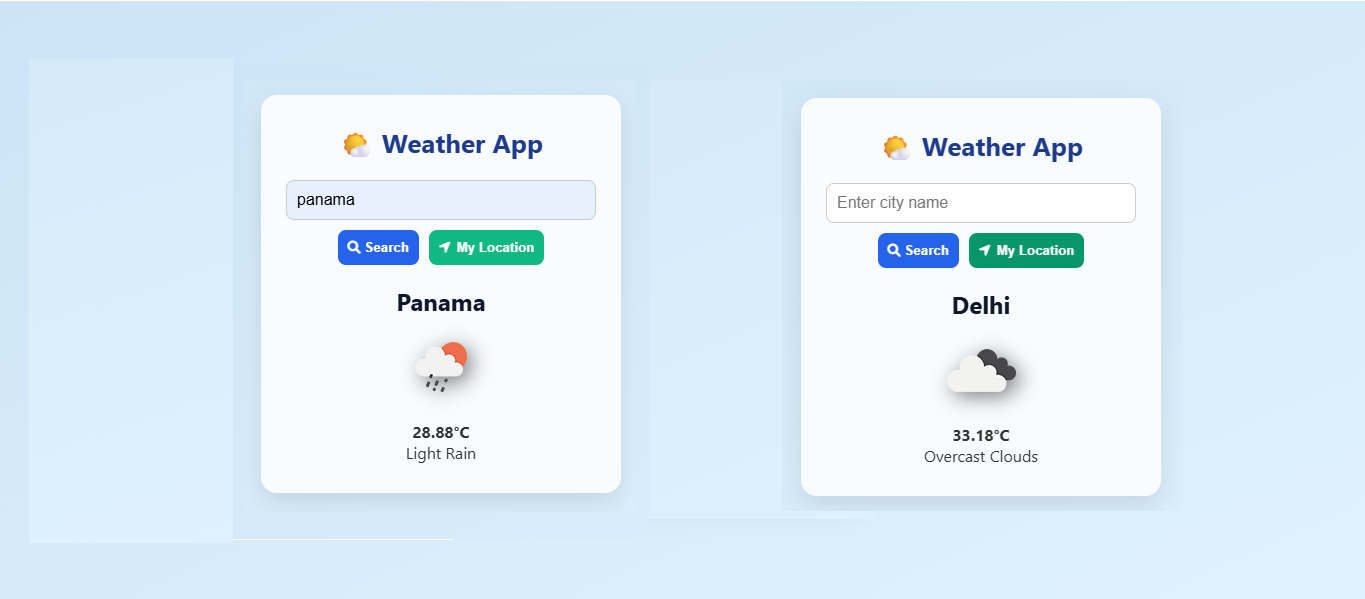 Weather App
panama
Search
My Location
Panama
28.88°C
Light Rain
Weather App
Enter city name
Search
My Location
Delhi
33.18°C
Overcast Clouds